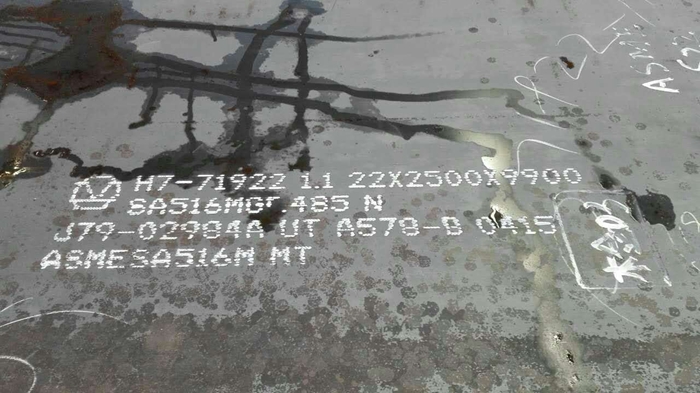 H7-71922 1.1 22X2500X9900
SA516MGr.485 N
J79-02984A UT A578-B 0415
ASMESA516M MT